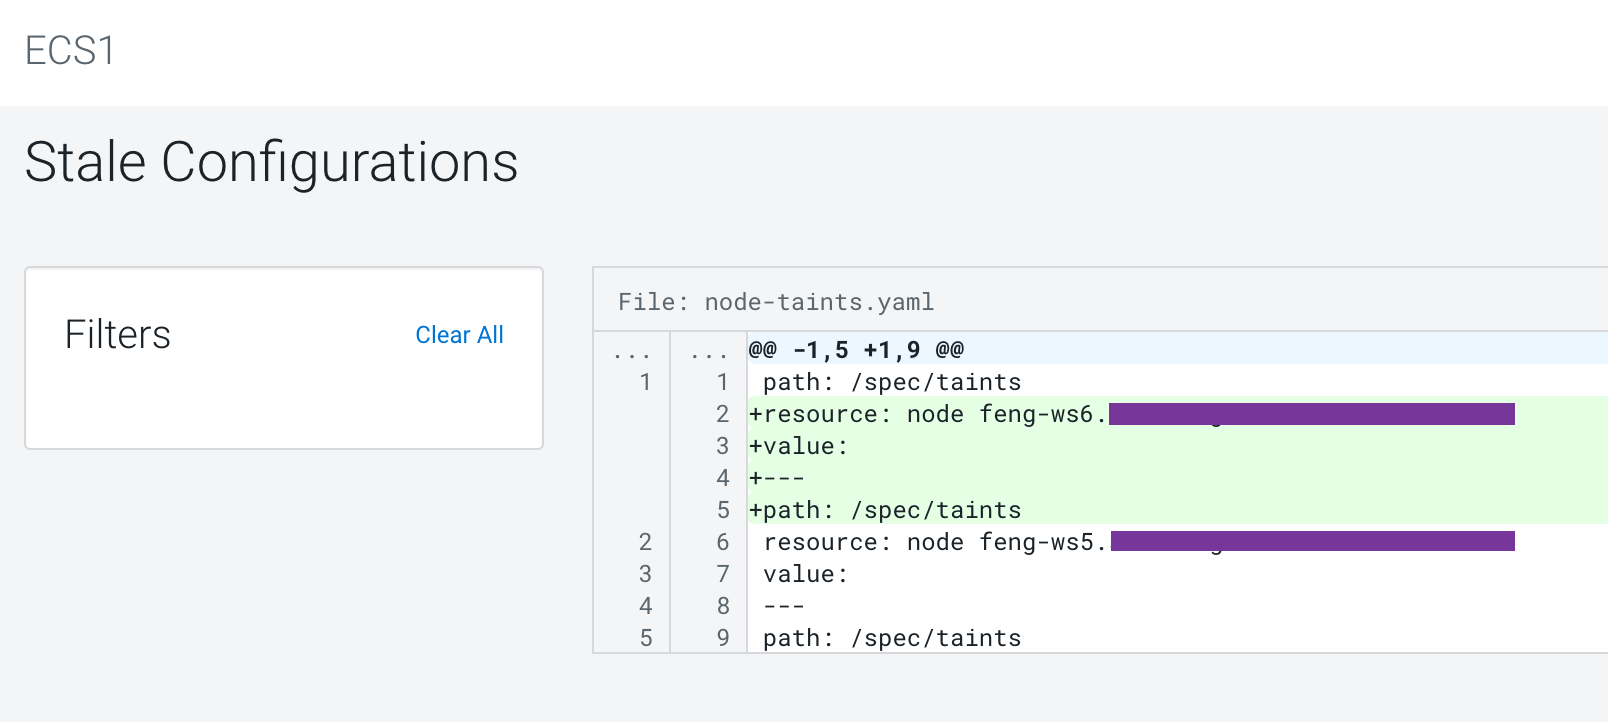 ECS1
Stale Configurations
Filters
Clear All
File: node-taints.yaml
... ... @@ -1,5 +1,9 @@
1 1 path: /spec/taints
2 +resource: node feng-ws6.
3 +value:
4 +---
5 +path: /spec/taints
2 6 resource: node feng-ws5.
3 7 value:
4 8 ---
5 9 path: /spec/taints